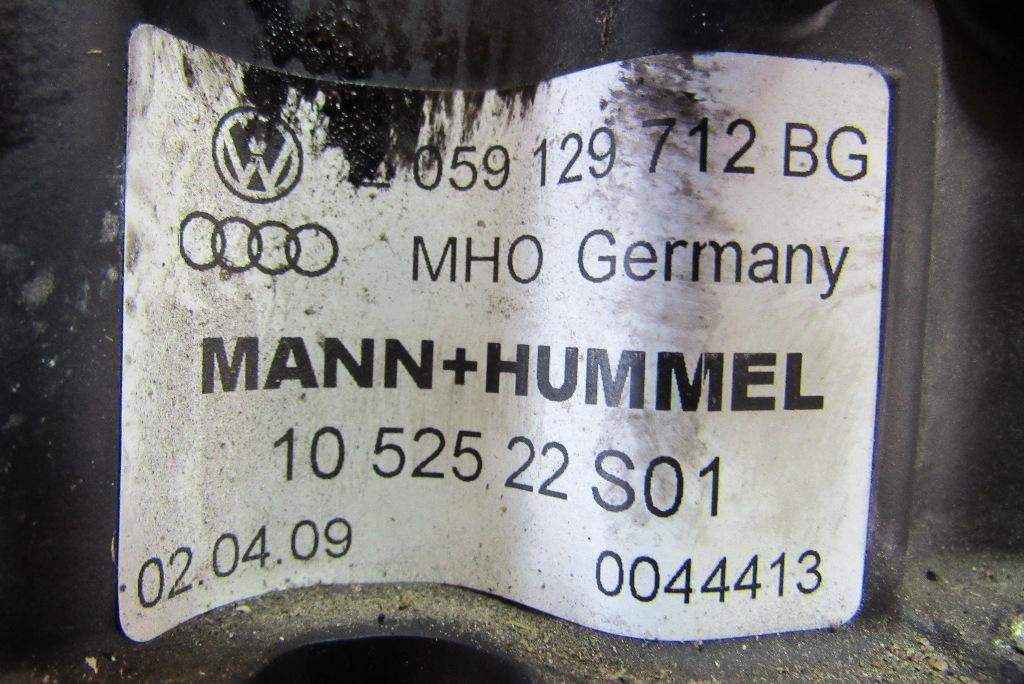 059 129 712 BG
MHO Germany
MANN+HUMMEL
10 525 22 S01
02.04.09 0044413